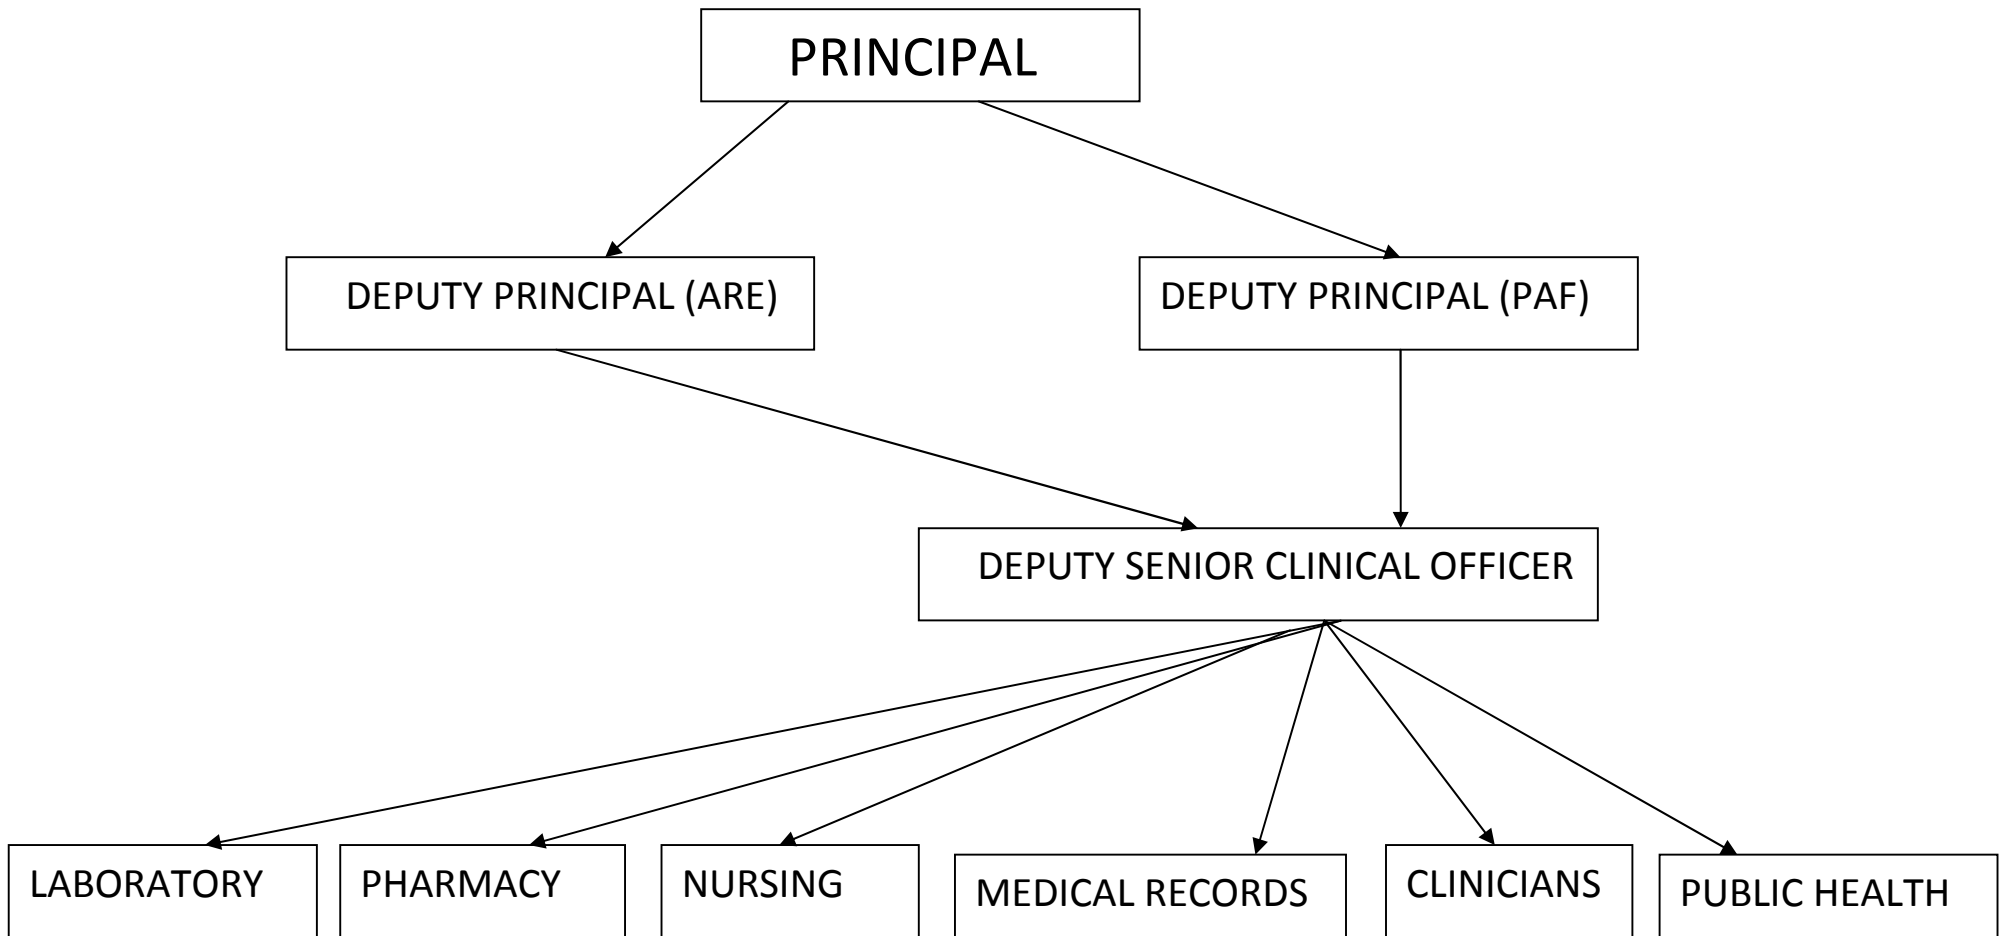 PRINCIPAL
DEPUTY PRINCIPAL (ARE)
DEPUTY PRINCIPAL (PAF)
DEPUTY SENIOR CLINICAL OFFICER
LABORATORY
PHARMACY
NURSING
MEDICAL RECORDS
CLINICIANS
PUBLIC HEALTH